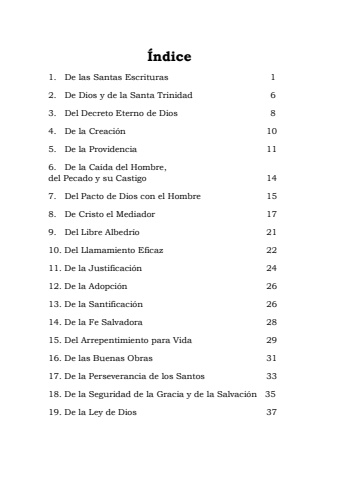 Índice
1. De las Santas Escrituras 1
2. De Dios y de la Santa Trinidad 6
3. Del Decreto Eterno de Dios 8
4. De la Creación 10
5. De la Providencia 11
6. De la Caida del Hombre,
del Pecado y su Castigo 14
7. Del Pacto de Dios con el Hombre 15
8. De Cristo el Mediador 17
9. Del Libre Albedrio 21
10. Del Llamamiento Eficaz 22
11. De la Justificación 24
12. De la Adopción 26
13. De la Santificación 26
14. De la Fe Salvadora 28
15. Del Arrepentimiento para Vida 29
16. De las Buenas Obras 31
17. De la Perseverancia de los Santos 33
18. De la Seguridad de la Gracia y de la Salvación 35
19. De la Ley de Dios 37